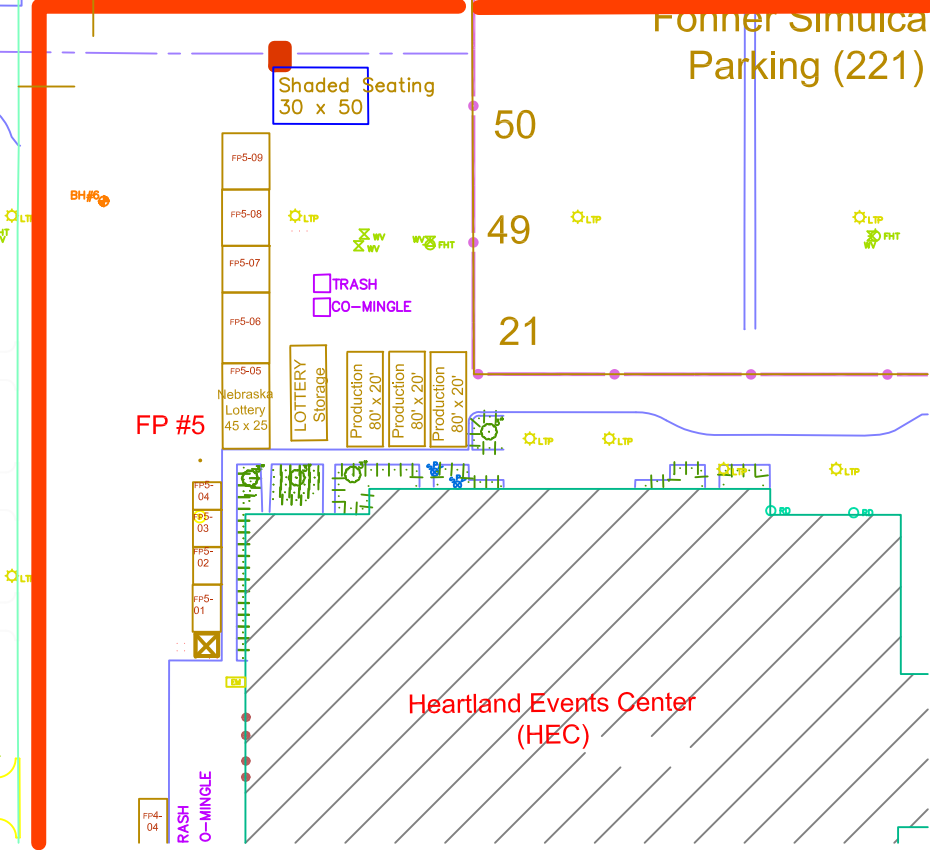 Fonner Simulca
Parking (221)
Shaded Seating
30 x 50
50
FP5-09
BH#6
FP5-08
LTP
LTP
LTP
LTP
WV
WV
WV
FHT
49
WV
FHT
HT
V
FP5-07
TRASH
CO-MINGLE
FP5-06
21
FP5-05
Nebraska
Lottery
45 x 25
LOTTERY
Storage
Production
80' x 20'
Production
80' x 20'
Production
80' x 20'
FP #5
LTP
LTP
LTP
LTP
FP5-
04
FP5-
03
RD
RD
FP5-
02
LTP
FP5-
01
EM
Heartland Events Center
(HEC)
FP4-
04
RASH
O-MINGLE